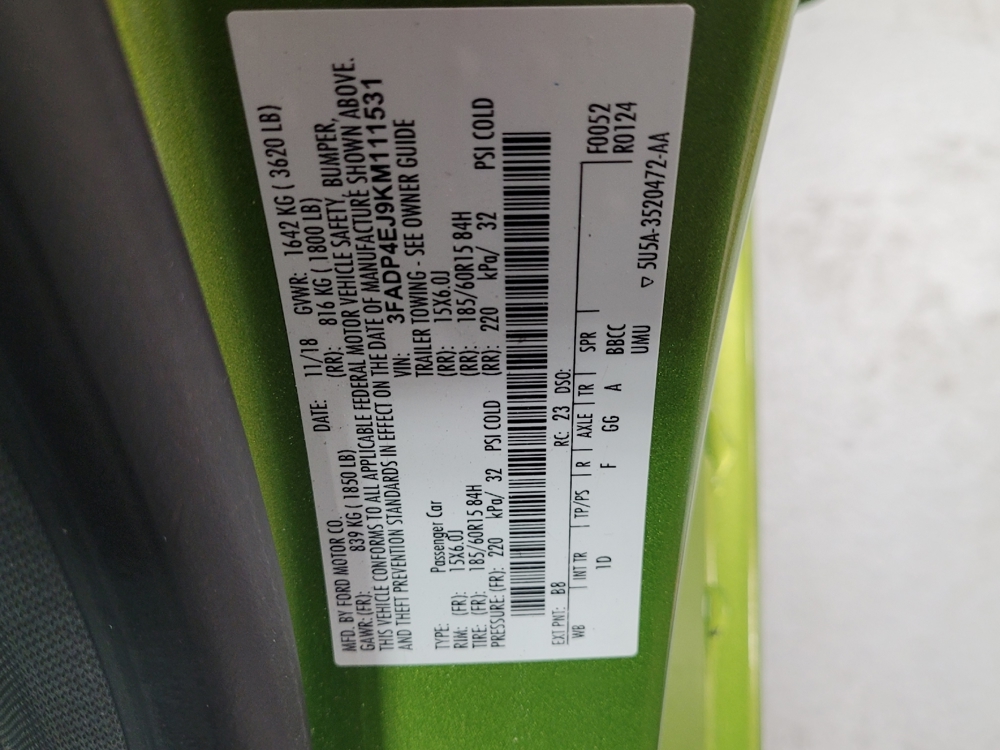 MFD. BY FORD MOTOR CO. DATE: 11/18 GVWR: 1642 KG ( 3620 LB)
GAWR: (FR): 839 KG ( 1850 LB) (RR): 816 KG ( 1800 LB)
THIS VEHICLE CONFORMS TO ALL APPLICABLE FEDERAL MOTOR VEHICLE SAFETY, BUMPER,
AND THEFT PREVENTION STANDARDS IN EFFECT ON THE DATE OF MANUFACTURE SHOWN ABOVE.
VIN: 3FADP4EJ9KM111531
TYPE: Passenger Car TRAILER TOWING - SEE OWNER GUIDE
RIM: (FR): 15X6.0J (RR): 15X6.0J
TIRE: (FR): 185/60R15 84H (RR): 185/60R15 84H
PRESSURE: (FR): 220 kPa/ 32 PSI COLD (RR): 220 kPa/ 32 PSI COLD
EXT PNT: B8 RC: 23 DSO: F0052
WB INT TR TP/PS R AXLE TR SPR R0124
1D F GG A BBCC
UMU
▽ 5U5A-3520472-AA